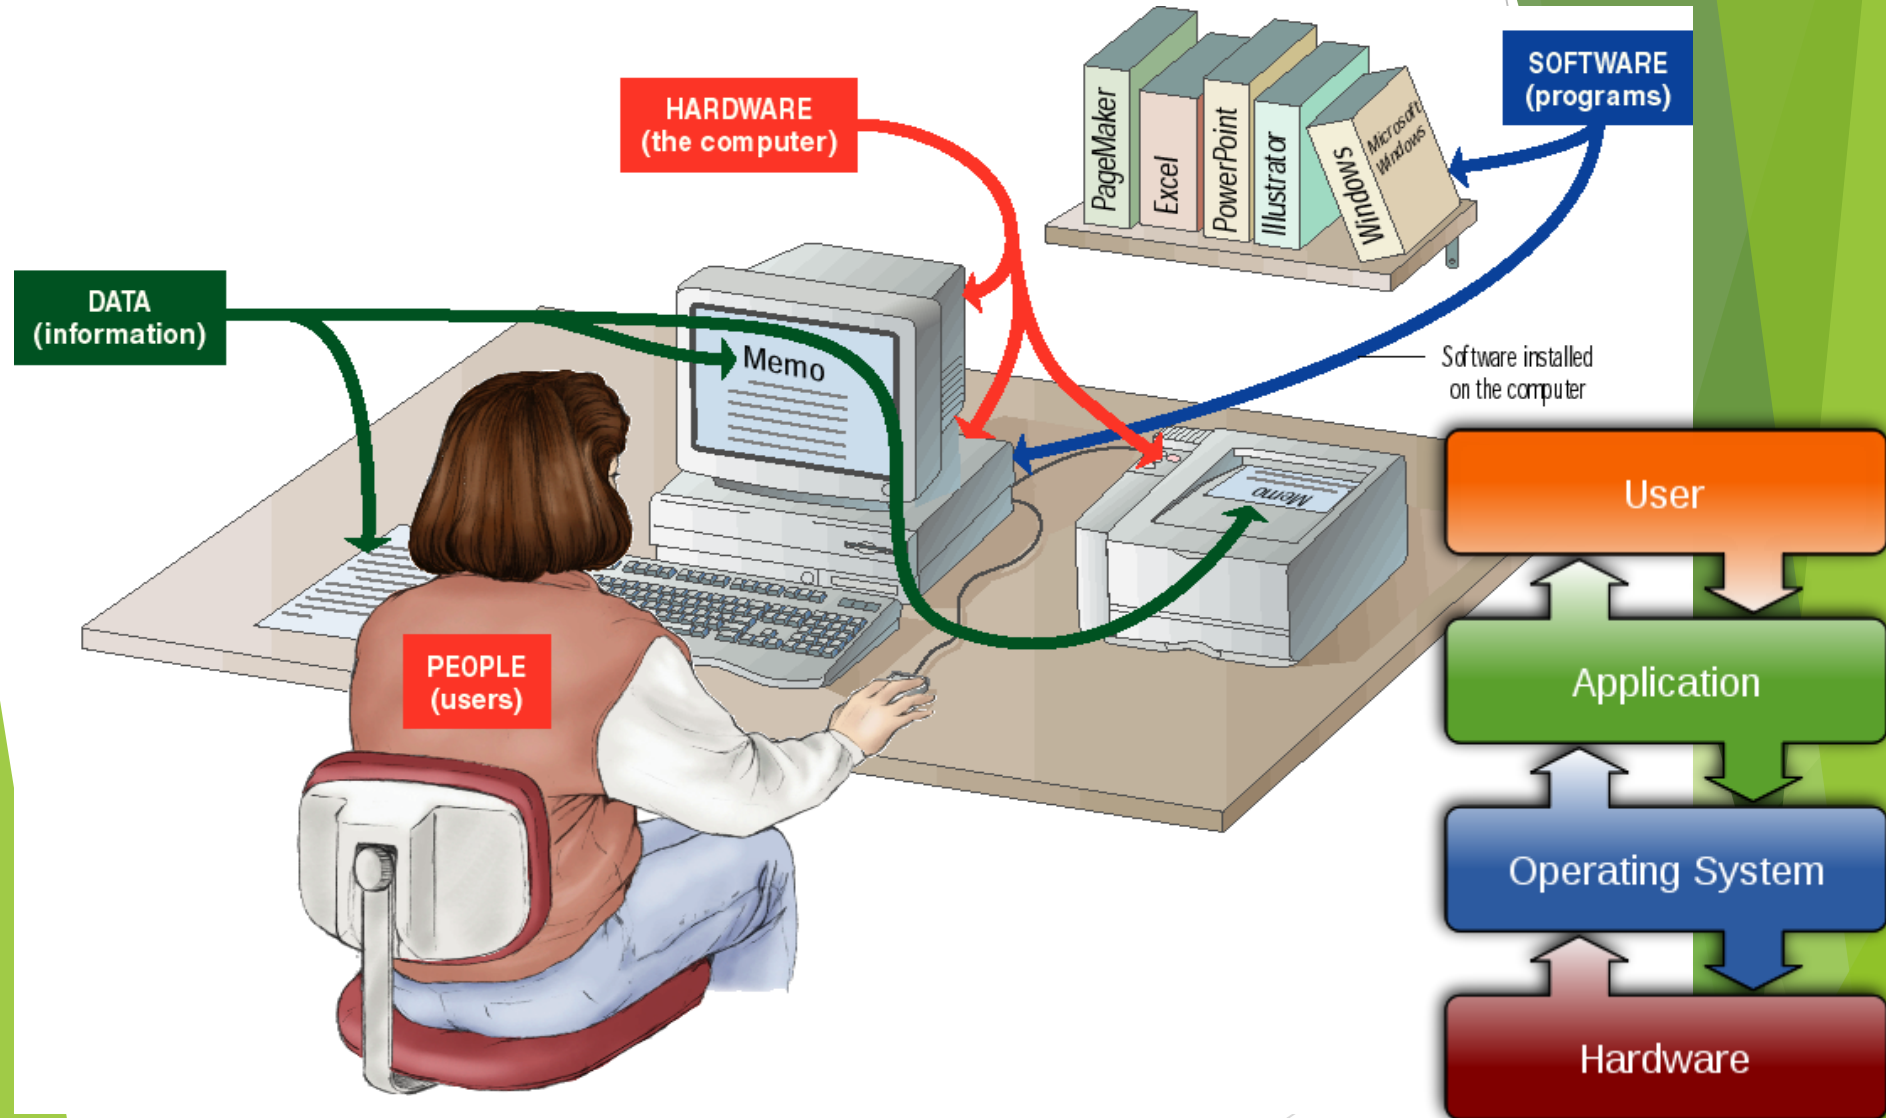 SOFTWARE
(programs)
HARDWARE
(the computer)
PageMaker
Excel
PowerPoint
Illustrator
Windows
Microsoft
Windows
DATA
(information)
Memo
Software installed
on the computer
Memo
PEOPLE
(users)
User
Application
Operating System
Hardware